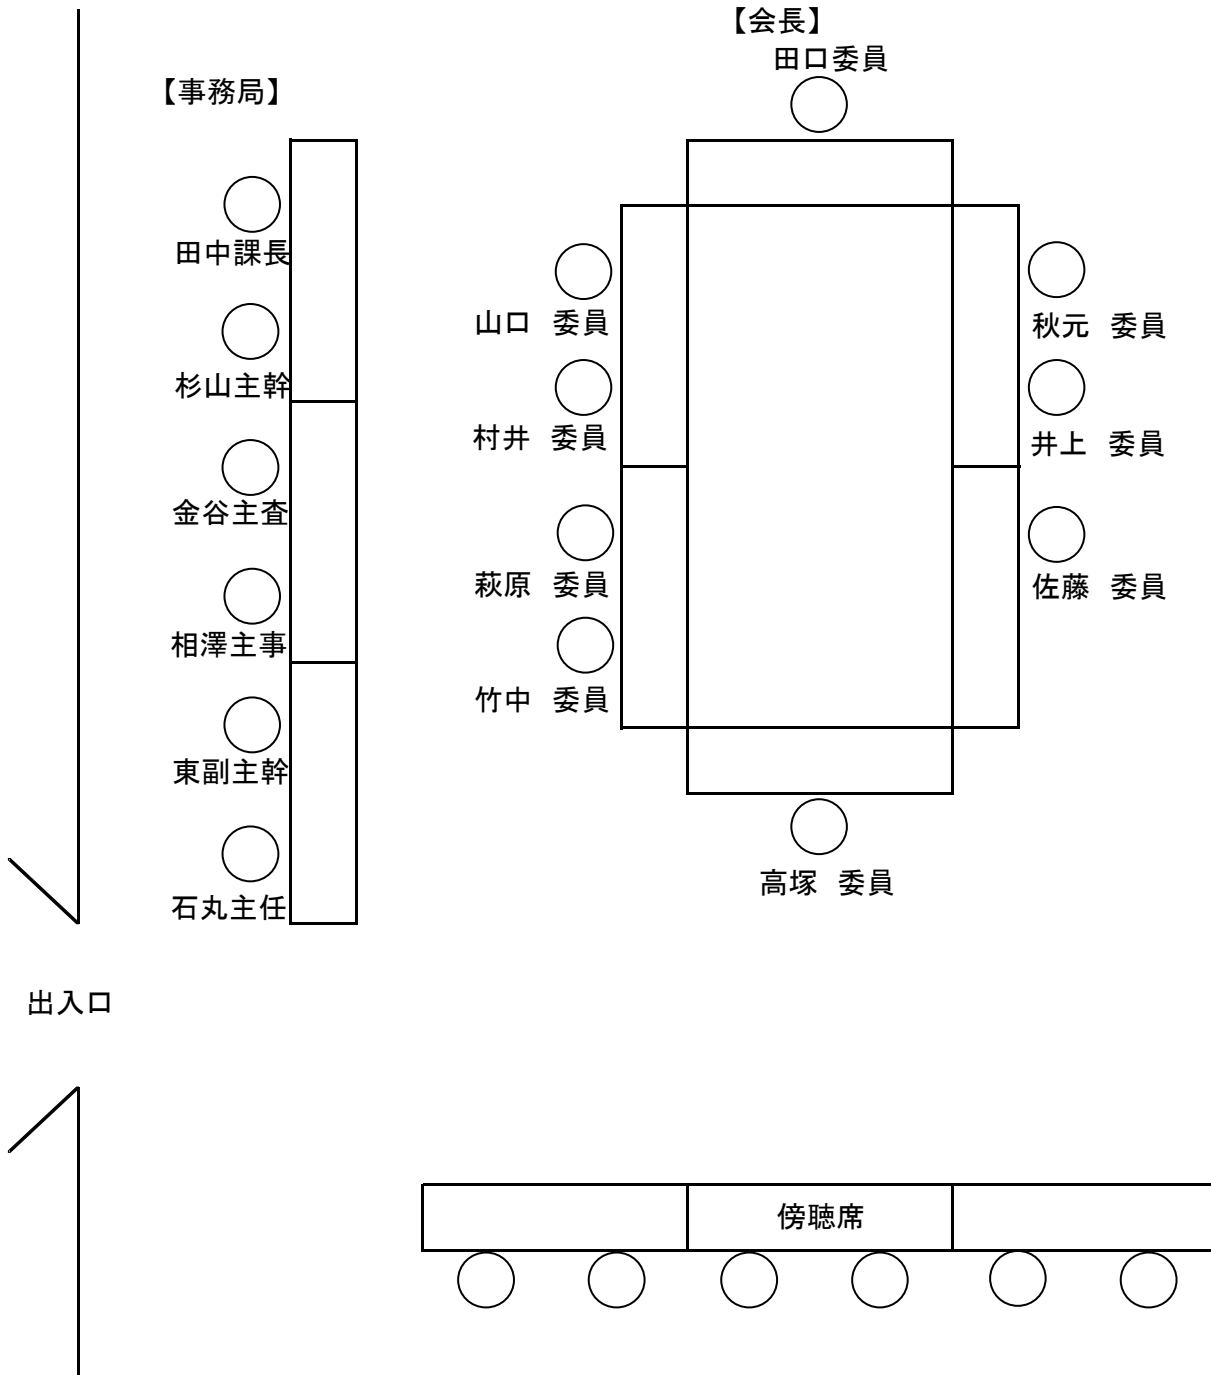 【会長】
田口委員
【事務局】
田中課長
杉山主幹
金谷主査
相澤主事
東副主幹
石丸主任
山口　委員
村井　委員
萩原　委員
竹中　委員
秋元　委員
井上　委員
佐藤　委員
高塚　委員
出入口
傍聴席